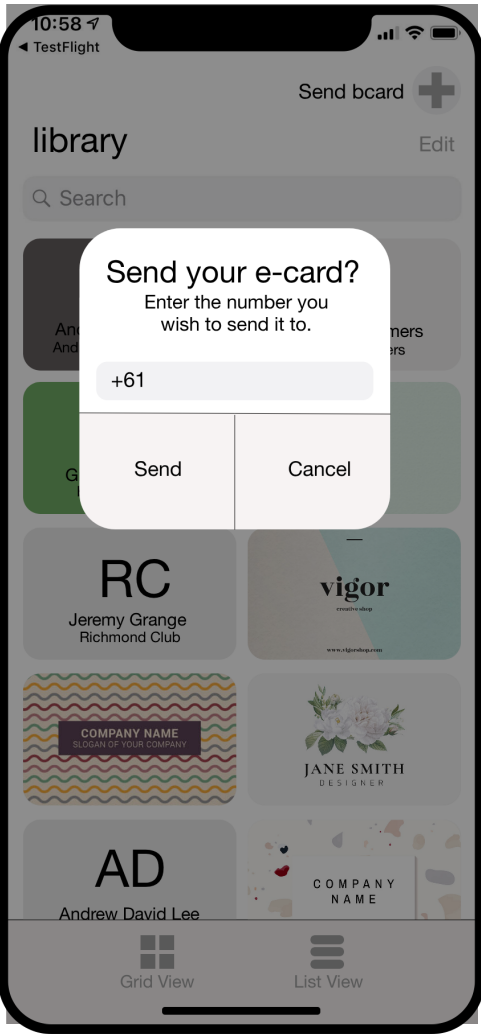 10:58
◀ TestFlight
Send bcard
library
Edit
Search
Send your e-card?
Enter the number you
wish to send it to.
+61
Send
Cancel
RC
Jeremy Grange
Richmond Club
vigor
creative shop
www.vigorshop.com
COMPANY NAME
SLOGAN OF YOUR COMPANY
JANE SMITH
DESIGNER
AD
Andrew David Lee
COMPANY
NAME
Grid View
List View